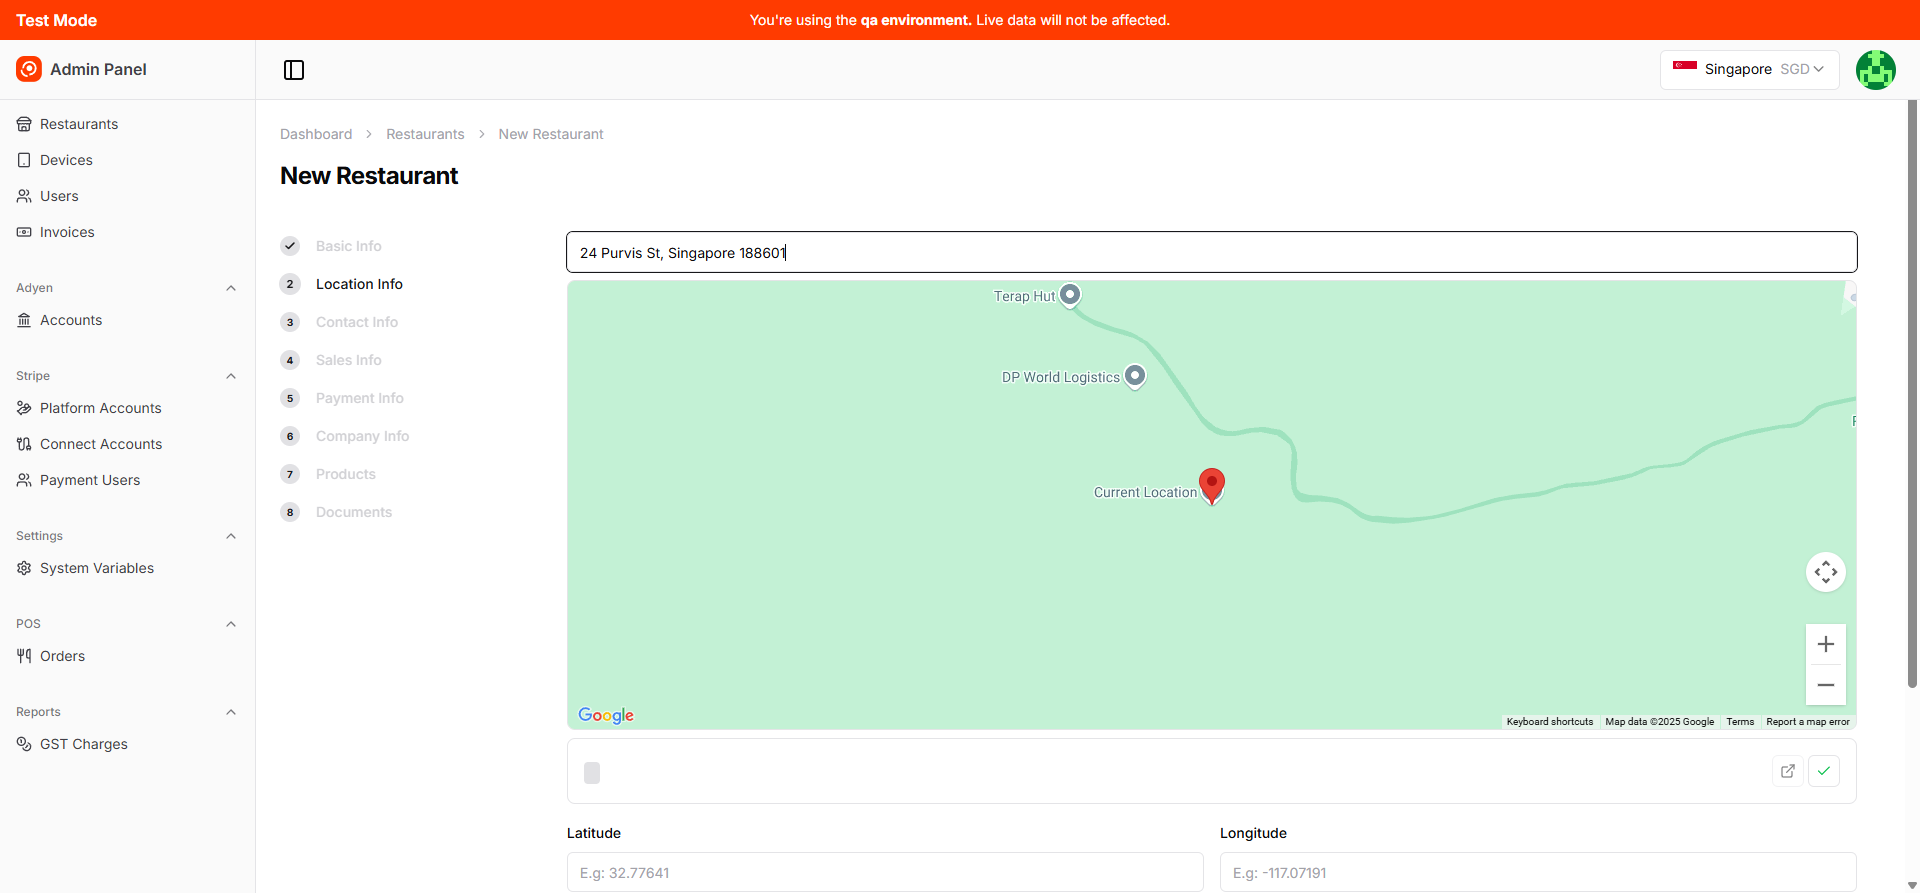 Test Mode
You're using the qa environment. Live data will not be affected.
Admin Panel
Singapore SGD
Restaurants
Devices
Users
Invoices
Adyen
Accounts
Stripe
Platform Accounts
Connect Accounts
Payment Users
Settings
System Variables
POS
Orders
Reports
GST Charges
Dashboard > Restaurants > New Restaurant
New Restaurant
Basic Info
2 Location Info
3 Contact Info
4 Sales Info
5 Payment Info
6 Company Info
7 Products
8 Documents
24 Purvis St, Singapore 188601
Terap Hut
DP World Logistics
Current Location
Google
Keyboard shortcuts
Map data ©2025 Google
Terms
Report a map error
Latitude
E.g: 32.77641
Longitude
E.g: -117.07191